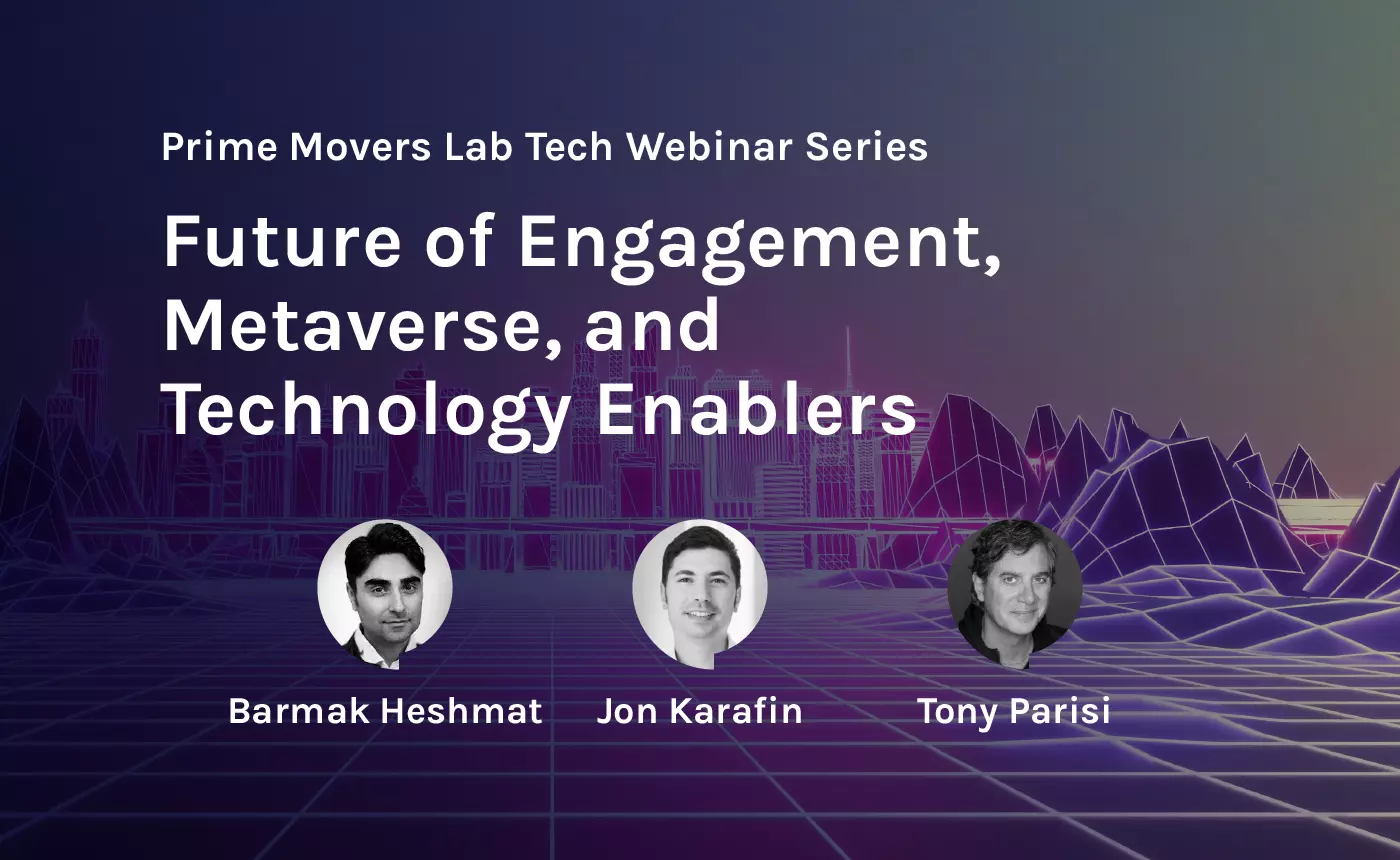 Prime Movers Lab Tech Webinar Series
Future of Engagement,
Metaverse, and
Technology Enablers
Barmak Heshmat
Jon Karafin
Tony Parisi